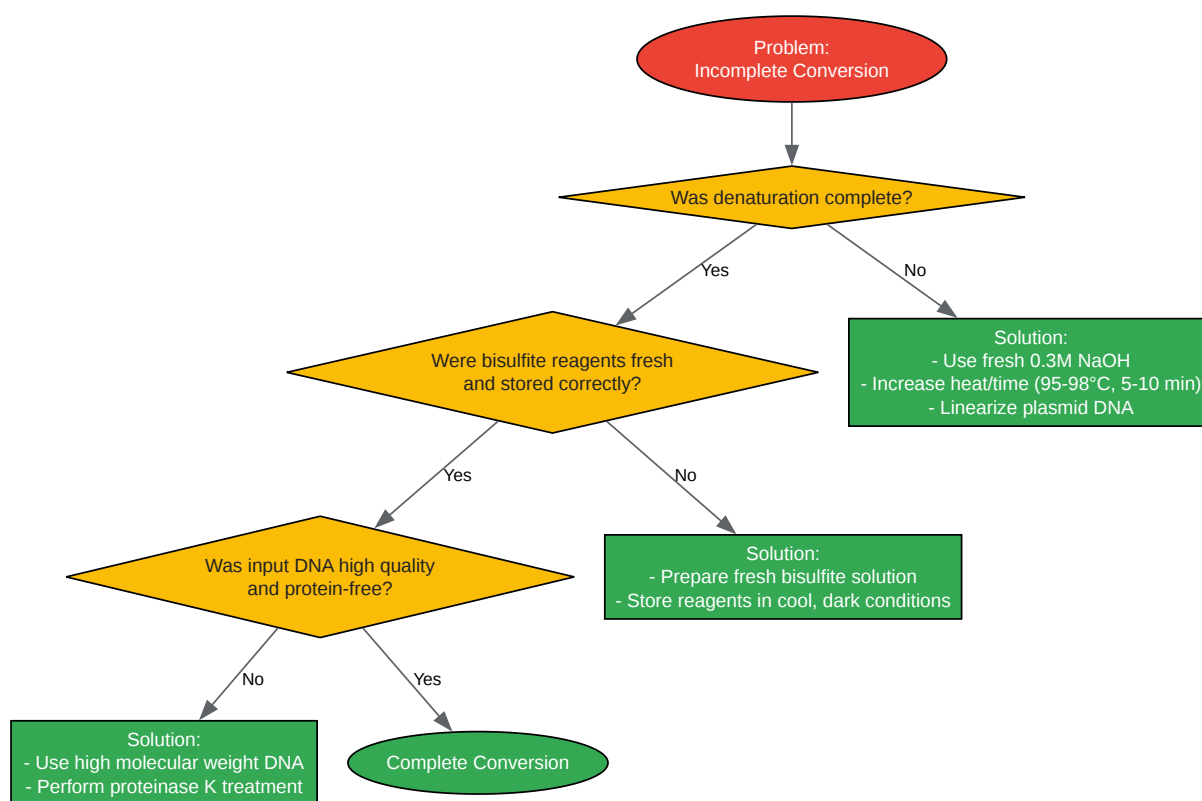 Problem:
Incomplete Conversion
Was denaturation complete?
Yes
No
Solution:
- Use fresh 0.3M NaOH
- Increase heat/time (95-98°C, 5-10 min)
- Linearize plasmid DNA
Were bisulfite reagents fresh
and stored correctly?
Yes
No
Solution:
- Prepare fresh bisulfite solution
- Store reagents in cool, dark conditions
Was input DNA high quality
and protein-free?
No
Yes
Solution:
- Use high molecular weight DNA
- Perform proteinase K treatment
Complete Conversion